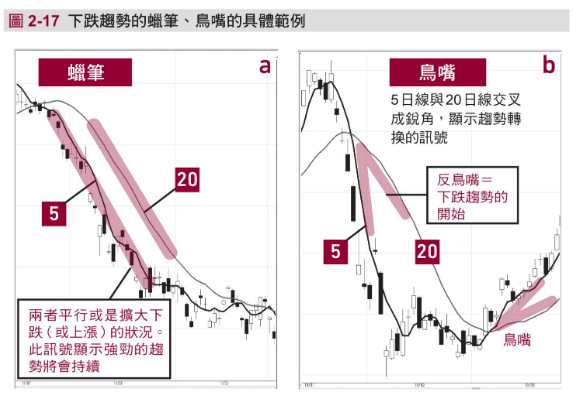 圖 2-17 下跌趨勢的蠟筆、鳥嘴的具體範例
蠟筆
a
20
5
兩者平行或是擴大下
跌(或上漲)的狀況。
此訊號顯示強勁的趨
勢將會持續
鳥嘴
b
5日線與20日線交叉
成銳角,顯示趨勢轉
換的訊號
反鳥嘴=
下跌趨勢的
開始
5
20
鳥嘴